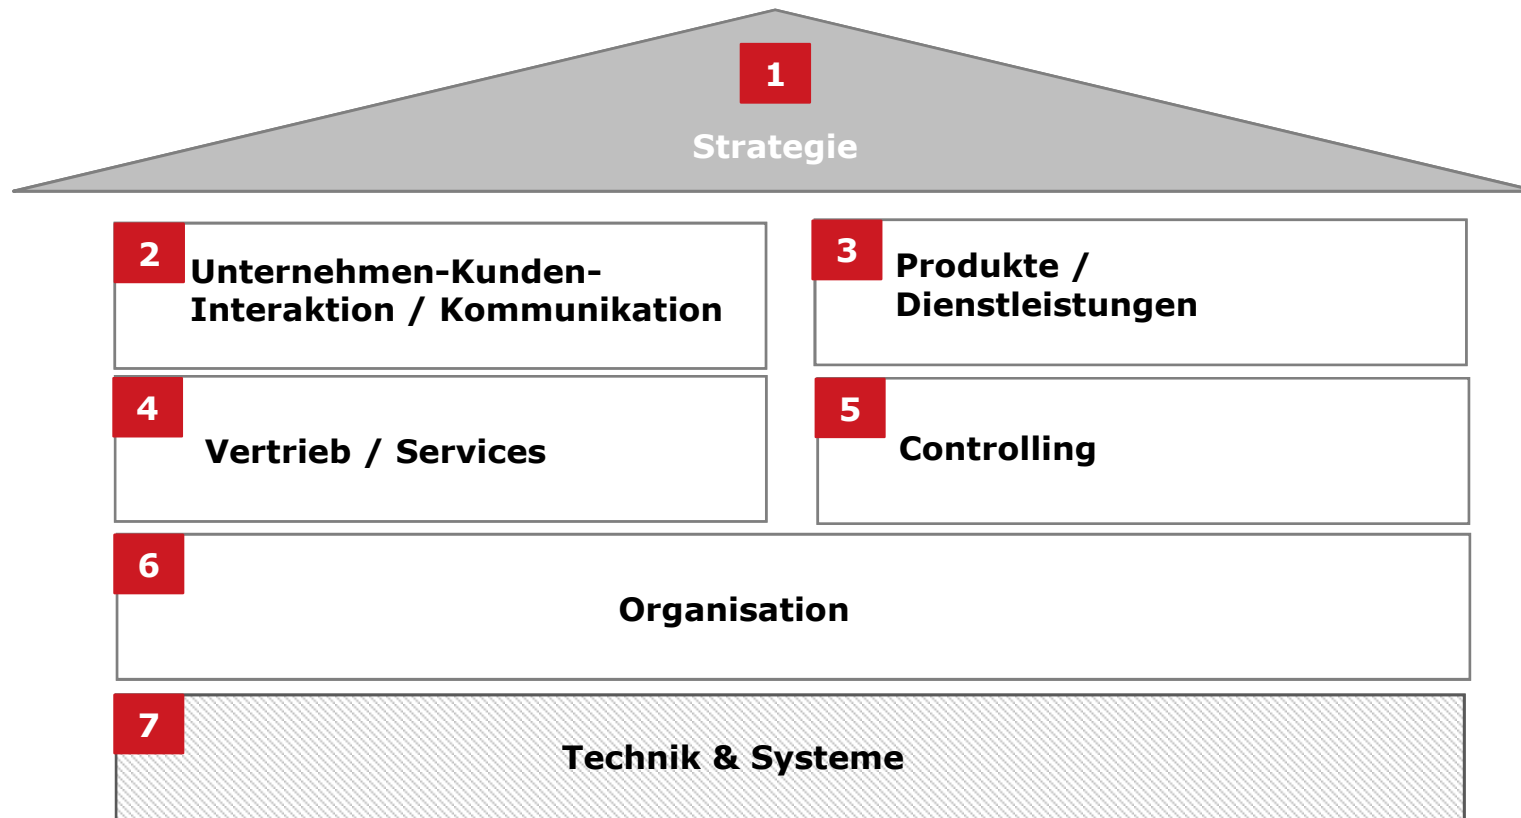 1
Strategie
2
Unternehmen-Kunden-
Interaktion / Kommunikation
3
Produkte /
Dienstleistungen
4
Vertrieb / Services
5
Controlling
6
Organisation
7
Technik & Systeme